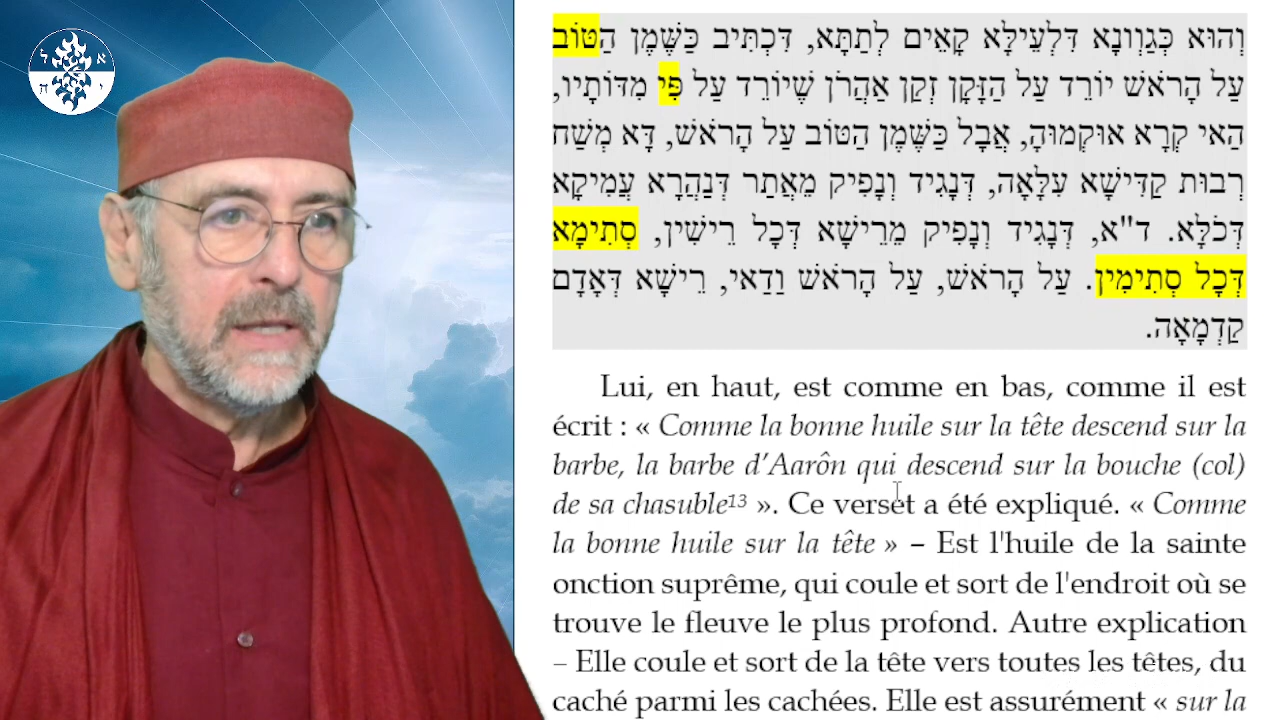 א
ל
י
ה
וְהוּא כְּגַוְונָא דִּלְעֵילָּא קָאֵים לְתַתָּא, דִּכְתִּיב כַּשֶּׁמֶן הַטּוֹב
עַל הָרֹאשׁ יוֹרֵד עַל הַזָּקָן זְקַן אַהֲרֹן שֶׁיוֹרֵד עַל פִּי מִדּוֹתָיו,
הַאי קְרָא אוּקְמוּהָ, אֲבָל כַּשֶּׁמֶן הַטּוֹב עַל הָרֹאשׁ, דָּא מְשַׁח
רְבוּת קַדִּישָׁא עִלָּאָה, דְּנָגִיד וְנָפִיק מֵאֲתַר דְּנַהֲרָא עֲמִיקָא
דְּכֹלָּא. ד"א, דְּנָגִיד וְנָפִיק מֵרֵישָׁא דְּכָל רֵישִׁין, סְתִימָא
דְּכָל סְתִימִין. עַל הָרֹאשׁ, עַל הָרֹאשׁ וַדַּאי, רֵישָׁא דְּאָדָם
קַדְמָאָה.
Lui, en haut, est comme en bas, comme il est
écrit : « Comme la bonne huile sur la tête descend sur la
barbe, la barbe d’Aarôn qui descend sur la bouche (col)
de sa chasuble13 ». Ce verset a été expliqué. « Comme
la bonne huile sur la tête » – Est l'huile de la sainte
onction suprême, qui coule et sort de l'endroit où se
trouve le fleuve le plus profond. Autre explication
– Elle coule et sort de la tête vers toutes les têtes, du
caché parmi les cachées. Elle est assurément « sur la